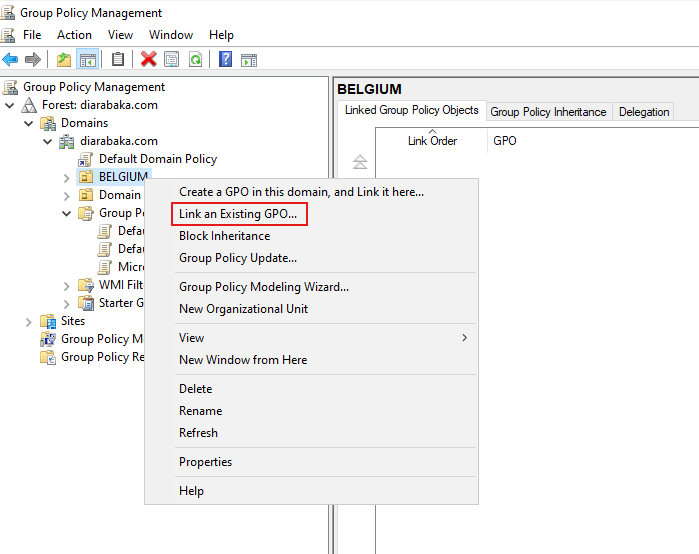 Group Policy Management
File Action View Window Help
Group Policy Management
Forest: diarabaka.com
Domains
diarabaka.com
Default Domain Policy
BELGIUM
Domain
Group Po
Defau
Defau
Micro
WMI Filt
Starter G
Sites
Group Policy M
Group Policy Re
BELGIUM
Linked Group Policy Objects Group Policy Inheritance Delegation
Link Order GPO
Create a GPO in this domain, and Link it here...
Link an Existing GPO...
Block Inheritance
Group Policy Update...
Group Policy Modeling Wizard...
New Organizational Unit
View
New Window from Here
Delete
Rename
Refresh
Properties
Help